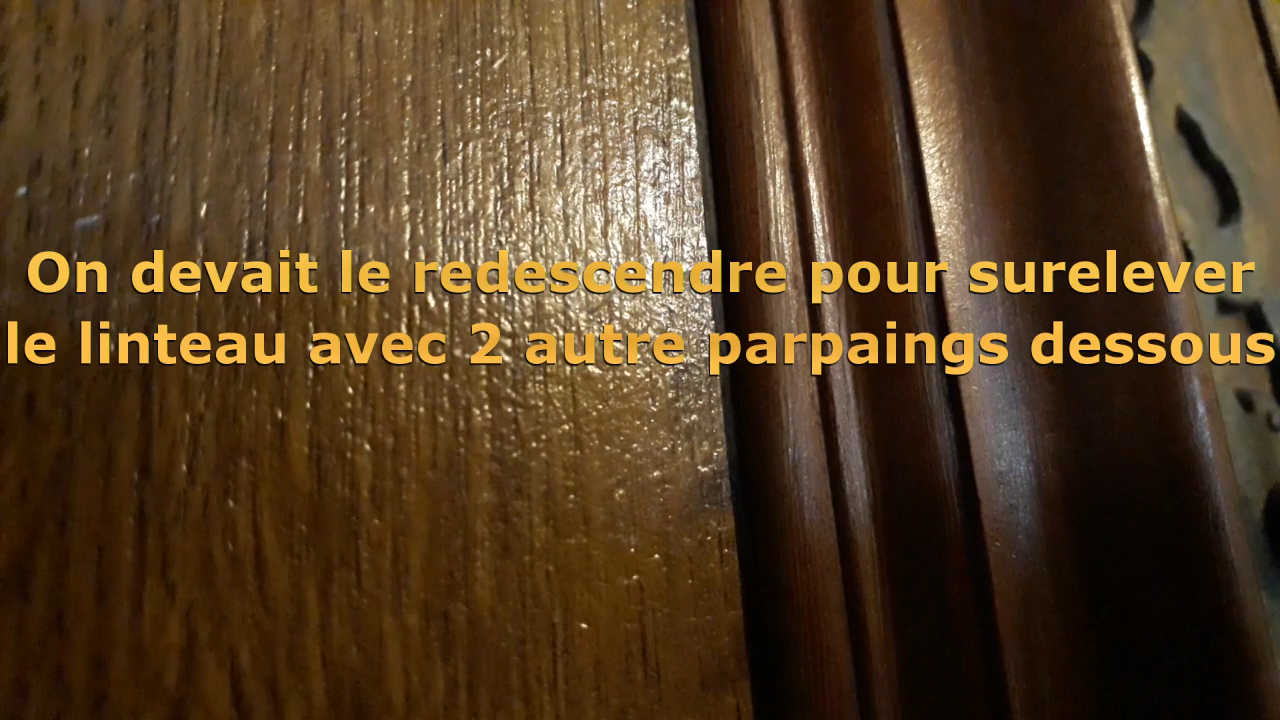 On devait le redescendre pour surelever
le linteau avec 2 autre parpaings dessous